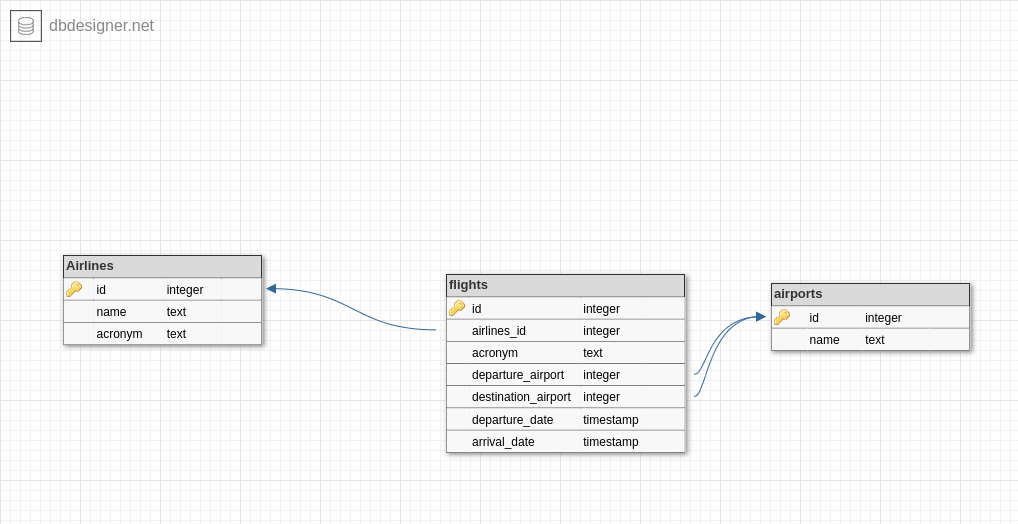 dbdesigner.net
Airlines
id integer
name text
acronym text
flights
id integer
airlines_id integer
acronym text
departure_airport integer
destination_airport integer
departure_date timestamp
arrival_date timestamp
airports
id integer
name text